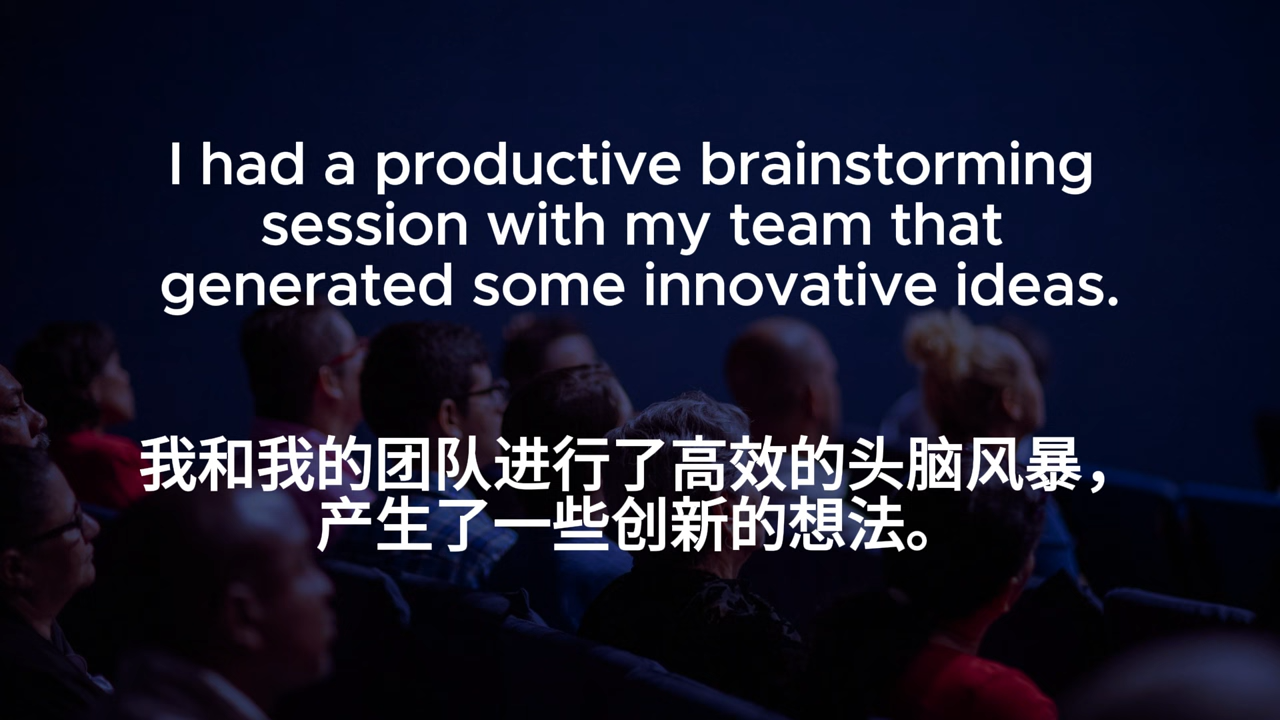 I had a productive brainstorming
session with my team that
generated some innovative ideas.
我和我的团队进行了高效的头脑风暴，
产生了一些创新的想法。